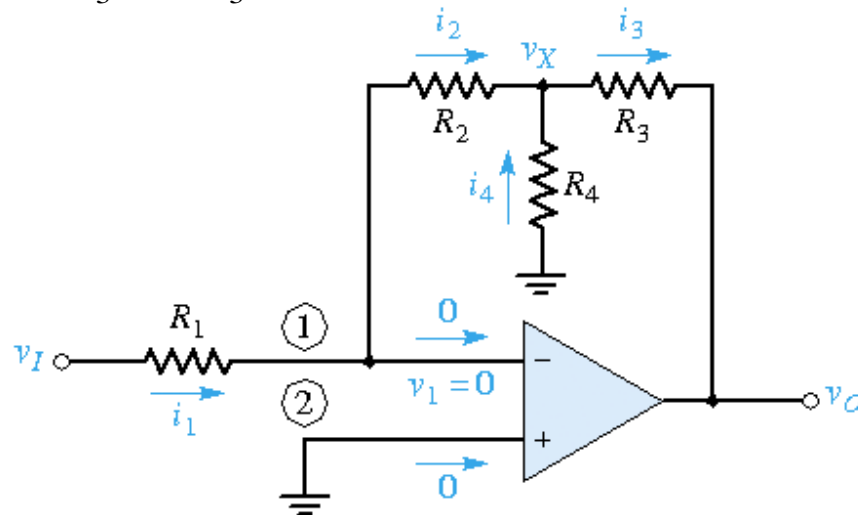 i2 i3
vX
R2 R3
i4 R4
R1 1 0
vI −
v1 = 0
i1 2
+
0
vO